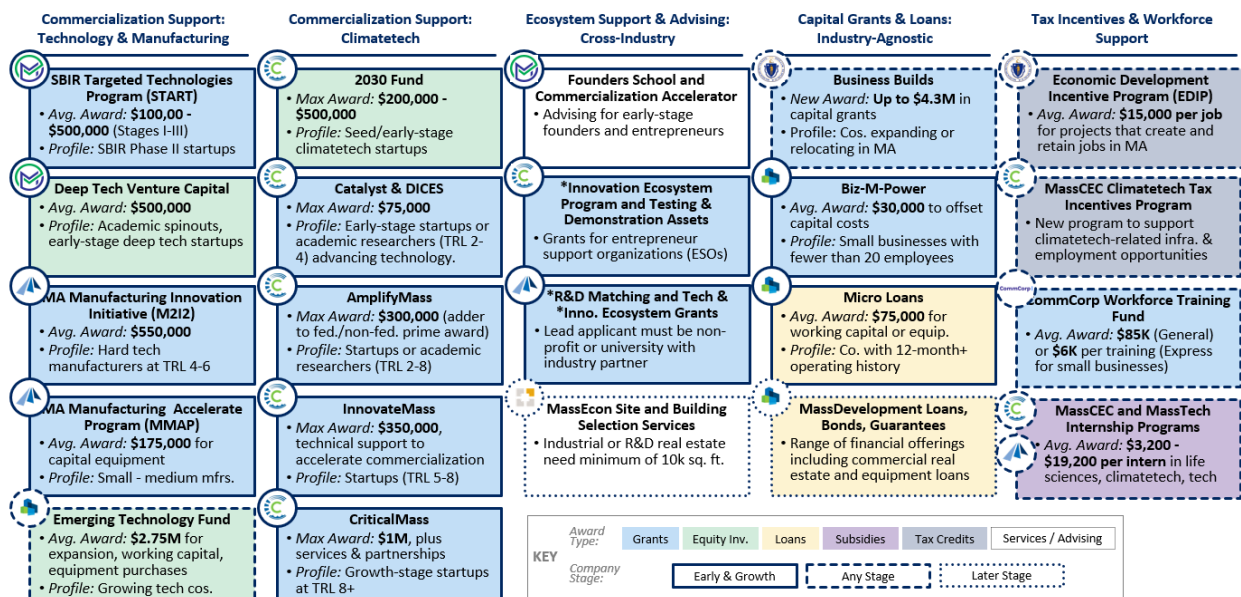 Commercialization Support:
Technology & Manufacturing
SBIR Targeted Technologies
Program (START)
• Avg. Award: $100,00 -
$500,000 (Stages I-III)
• Profile: SBIR Phase II startups
Deep Tech Venture Capital
• Avg. Award: $500,000
• Profile: Academic spinouts,
early-stage deep tech startups
MA Manufacturing Innovation
Initiative (M2I2)
• Avg. Award: $550,000
• Profile: Hard tech
manufacturers at TRL 4-6
MA Manufacturing Accelerate
Program (MMAP)
• Avg. Award: $175,000 for
capital equipment
• Profile: Small - medium mfrs.
Emerging Technology Fund
• Avg. Award: $2.75M for
expansion, working capital,
equipment purchases
• Profile: Growing tech cos.
Commercialization Support:
Climatetech
2030 Fund
• Max Award: $200,000 -
$500,000
• Profile: Seed/early-stage
climatetech startups
Catalyst & DICES
• Max Award: $75,000
• Profile: Early-stage startups or
academic researchers (TRL 2-
4) advancing technology.
AmplifyMass
• Max Award: $300,000 (adder
to fed./non-fed. prime award)
• Profile: Startups or academic
researchers (TRL 2-8)
InnovateMass
• Max Award: $350,000,
technical support to
accelerate commercialization
• Profile: Startups (TRL 5-8)
CriticalMass
• Max Award: $1M, plus
services & partnerships
• Profile: Growth-stage startups
at TRL 8+
Ecosystem Support & Advising:
Cross-Industry
Founders School and
Commercialization Accelerator
• Advising for early-stage
founders and entrepreneurs
*Innovation Ecosystem
Program and Testing &
Demonstration Assets
• Grants for entrepreneur
support organizations (ESOs)
*R&D Matching and Tech &
*Inno. Ecosystem Grants
• Lead applicant must be non-
profit or university with
industry partner
MassEcon Site and Building
Selection Services
• Industrial or R&D real estate
need minimum of 10k sq. ft.
Capital Grants & Loans:
Industry-Agnostic
Business Builds
• New Award: Up to $4.3M in
capital grants
• Profile: Cos. expanding or
relocating in MA
Biz-M-Power
• Avg. Award: $30,000 to offset
capital costs
• Profile: Small businesses with
fewer than 20 employees
Micro Loans
• Avg. Award: $75,000 for
working capital or equip.
• Profile: Co. with 12-month+
operating history
MassDevelopment Loans,
Bonds, Guarantees
• Range of financial offerings
including commercial real
estate and equipment loans
Tax Incentives & Workforce
Support
Economic Development
Incentive Program (EDIP)
• Avg. Award: $15,000 per job
for projects that create and
retain jobs in MA
MassCEC Climatetech Tax
Incentives Program
• New program to support
climatetech-related infra. &
employment opportunities
CommCorp
CommCorp Workforce Training
Fund
• Avg. Award: $85K (General)
or $6K per training (Express
for small businesses)
MassCEC and MassTech
Internship Programs
• Avg. Award: $3,200 -
$19,200 per intern in life
sciences, climatetech, tech
KEY
Award
Type:
Grants
Equity Inv.
Loans
Subsidies
Tax Credits
Services / Advising
Company
Stage:
Early & Growth
Any Stage
Later Stage